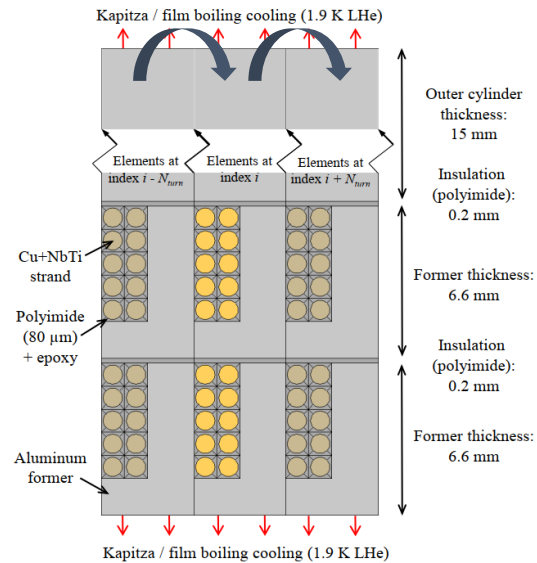 Kapitza / film boiling cooling (1.9 K LHe)
Outer cylinder
thickness:
15 mm
Elements at
index i - Nturn
Elements at
index i
Elements at
index i + Nturn
Insulation
(polyimide):
0.2 mm
Cu+NbTi
strand
Former thickness:
6.6 mm
Polyimide
(80 µm)
+ epoxy
Insulation
(polyimide):
0.2 mm
Former thickness:
6.6 mm
Aluminum
former
Kapitza / film boiling cooling (1.9 K LHe)